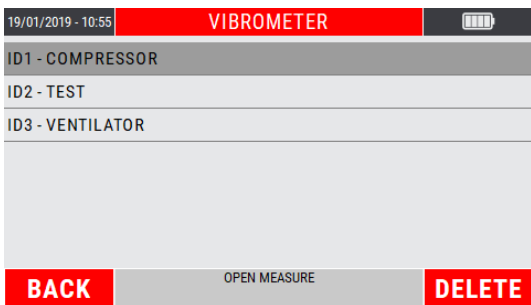 19/01/2019 - 10:55 VIBROMETER
ID1 - COMPRESSOR
ID2 - TEST
ID3 - VENTILATOR
BACK OPEN MEASURE DELETE